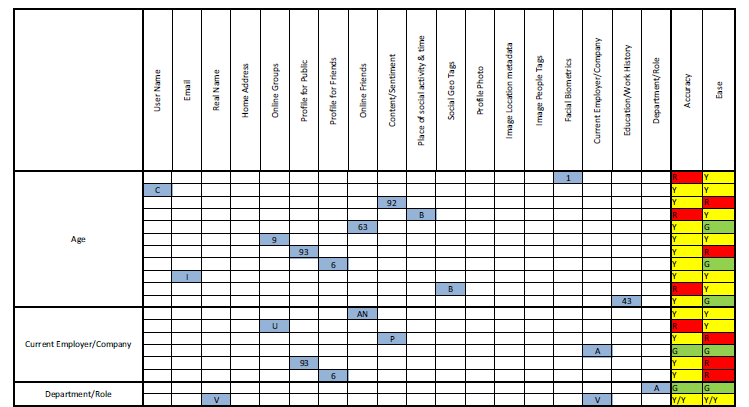 User Name
Email
Real Name
Home Address
Online Groups
Profile for Public
Profile for Friends
Online Friends
Content/Sentiment
Place of social activity & time
Social Geo Tags
Profile Photo
Image Location metadata
Image People Tags
Facial Biometrics
Current Employer/Company
Education/Work History
Department/Role
Accuracy
Ease
Age
1 R Y
C Y Y
92 Y R
B R Y
63 Y G
9 Y Y
93 Y R
6 Y G
I Y Y
B R Y
43 Y G
Current Employer/Company
AN Y Y
U R Y
P Y R
A G G
93 Y R
6 Y R
Department/Role
A G G
V V Y/Y Y/Y